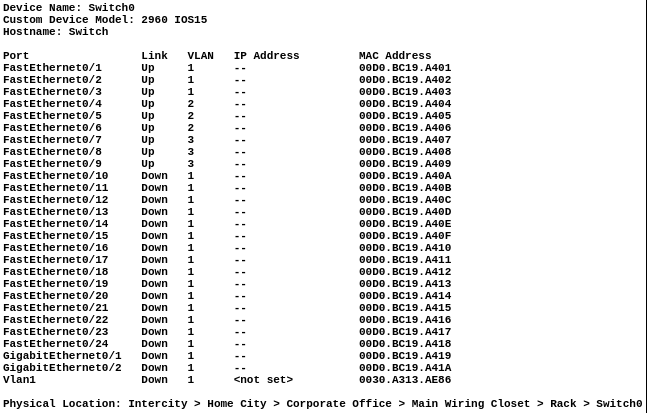 Device Name: Switch0
Custom Device Model: 2960 IOS15
Hostname: Switch
Port Link VLAN IP Address MAC Address
FastEthernet0/1 Up 1 -- 00D0.BC19.A401
FastEthernet0/2 Up 1 -- 00D0.BC19.A402
FastEthernet0/3 Up 1 -- 00D0.BC19.A403
FastEthernet0/4 Up 2 -- 00D0.BC19.A404
FastEthernet0/5 Up 2 -- 00D0.BC19.A405
FastEthernet0/6 Up 2 -- 00D0.BC19.A406
FastEthernet0/7 Up 3 -- 00D0.BC19.A407
FastEthernet0/8 Up 3 -- 00D0.BC19.A408
FastEthernet0/9 Up 3 -- 00D0.BC19.A409
FastEthernet0/10 Down 1 -- 00D0.BC19.A40A
FastEthernet0/11 Down 1 -- 00D0.BC19.A40B
FastEthernet0/12 Down 1 -- 00D0.BC19.A40C
FastEthernet0/13 Down 1 -- 00D0.BC19.A40D
FastEthernet0/14 Down 1 -- 00D0.BC19.A40E
FastEthernet0/15 Down 1 -- 00D0.BC19.A40F
FastEthernet0/16 Down 1 -- 00D0.BC19.A410
FastEthernet0/17 Down 1 -- 00D0.BC19.A411
FastEthernet0/18 Down 1 -- 00D0.BC19.A412
FastEthernet0/19 Down 1 -- 00D0.BC19.A413
FastEthernet0/20 Down 1 -- 00D0.BC19.A414
FastEthernet0/21 Down 1 -- 00D0.BC19.A415
FastEthernet0/22 Down 1 -- 00D0.BC19.A416
FastEthernet0/23 Down 1 -- 00D0.BC19.A417
FastEthernet0/24 Down 1 -- 00D0.BC19.A418
GigabitEthernet0/1 Down 1 -- 00D0.BC19.A419
GigabitEthernet0/2 Down 1 -- 00D0.BC19.A41A
Vlan1 Down 1 <not set> 0030.A313.AE86
Physical Location: Intercity > Home City > Corporate Office > Main Wiring Closet > Rack > Switch0